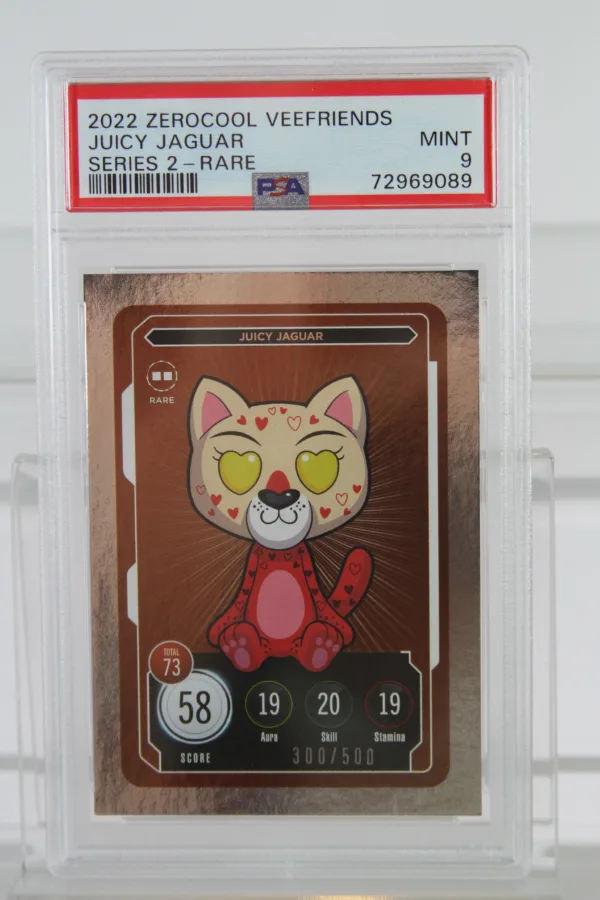 2022 ZEROCOOL VEEFRIENDS
JUICY JAGUAR MINT
SERIES 2 – RARE 9
PSA 72969089
JUICY JAGUAR
RARE
TOTAL
73
58 19 20 19
Aura Skill Stamina
SCORE 300/500